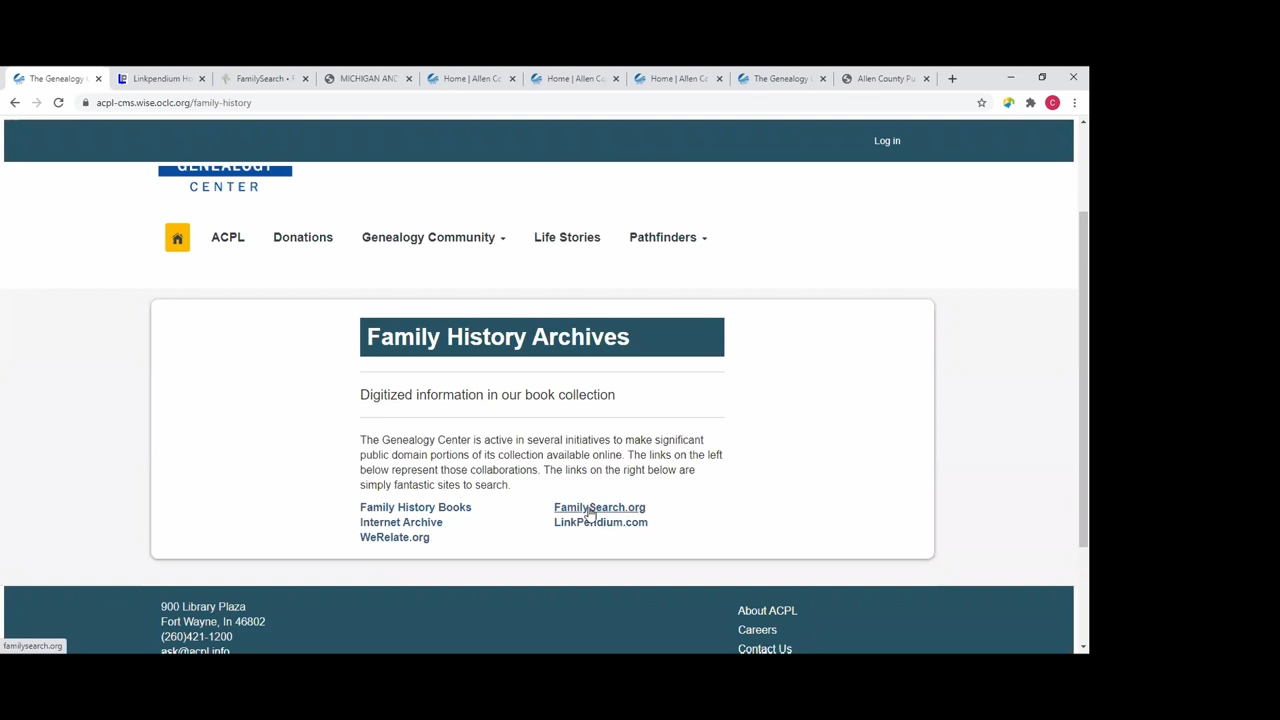 The Genealogy
Linkpendium Ho
FamilySearch •
MICHIGAN AND
Home | Allen Co
Home | Allen Co
Home | Allen Co
The Genealogy
Allen County Pu
acpl-cms.wise.oclc.org/family-history
C
Log in
GENEALOGY
CENTER
ACPL
Donations
Genealogy Community
Life Stories
Pathfinders
Family History Archives
Digitized information in our book collection
The Genealogy Center is active in several initiatives to make significant
public domain portions of its collection available online. The links on the left
below represent those collaborations. The links on the right below are
simply fantastic sites to search.
Family History Books
FamilySearch.org
Internet Archive
LinkPendium.com
WeRelate.org
900 Library Plaza
Fort Wayne, In 46802
(260)421-1200
ask@acpl.info
About ACPL
Careers
Contact Us
familysearch.org